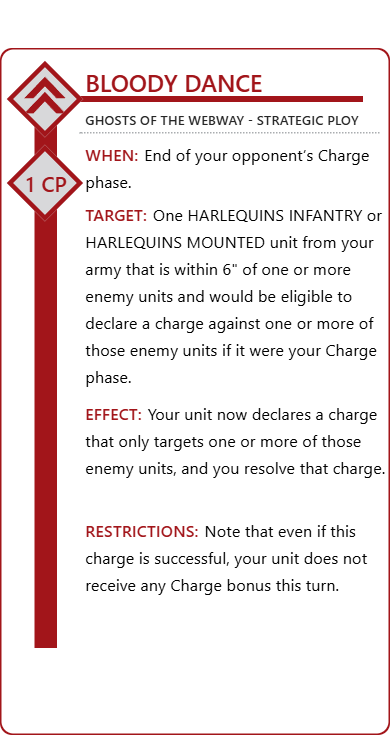 BLOODY DANCE
GHOSTS OF THE WEBWAY - STRATEGIC PLOY
1 CP
WHEN: End of your opponent's Charge
phase.
TARGET: One HARLEQUINS INFANTRY or
HARLEQUINS MOUNTED unit from your
army that is within 6" of one or more
enemy units and would be eligible to
declare a charge against one or more of
those enemy units if it were your Charge
phase.
EFFECT: Your unit now declares a charge
that only targets one or more of those
enemy units, and you resolve that charge.
RESTRICTIONS: Note that even if this
charge is successful, your unit does not
receive any Charge bonus this turn.